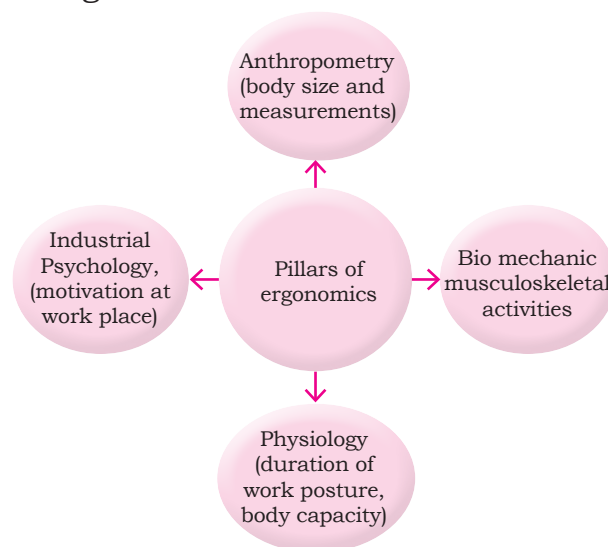 Anthropometry
(body size and
measurements)
Industrial
Psychology,
(motivation at
work place)
Pillars of
ergonomics
Bio mechanic
musculoskeletal
activities
Physiology
(duration of
work posture,
body capacity)